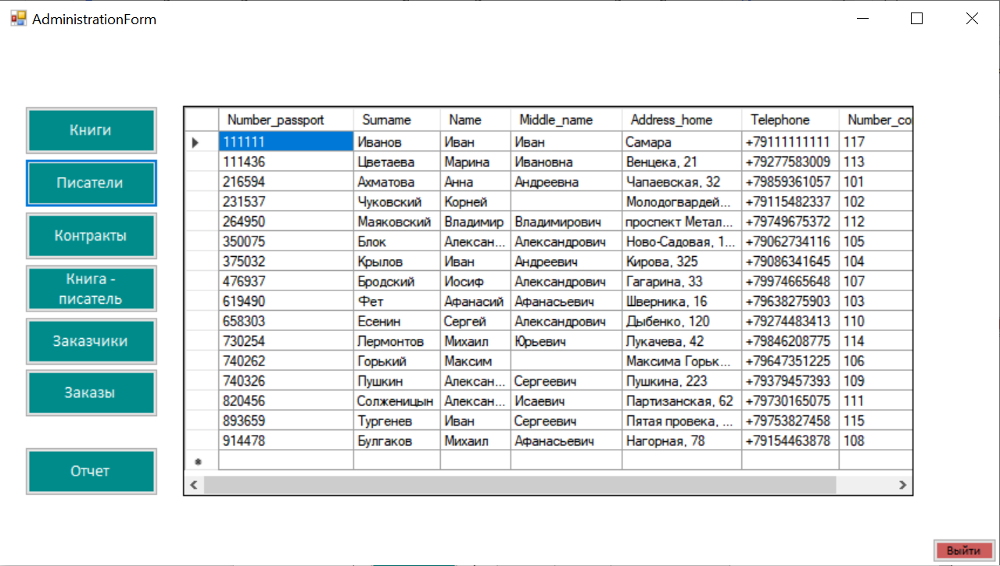 AdministrationForm
Книги
Писатели
Контракты
Книга -
писатель
Заказчики
Заказы
Отчет
Number_passport Surname Name Middle_name Address_home Telephone Number_co
111111 Иванов Иван Иван Самара +79111111111 117
111436 Цветаева Марина Ивановна Венцека, 21 +79277583009 113
216594 Ахматова Анна Андреевна Чапаевская, 32 +79859361057 101
231537 Чуковский Корней Молодогвардей... +79115482337 102
264950 Маяковский Владимир Владимирович проспект Метал... +79749675372 112
350075 Блок Алексан... Александрович Ново-Садовая, 1... +79062734116 105
375032 Крылов Иван Андреевич Кирова, 325 +79086341645 104
476937 Бродский Иосиф Александрович Гагарина, 33 +79974665648 107
619490 Фет Афанасий Афанасьевич Шверника, 16 +79638275903 103
658303 Есенин Сергей Александрович Дыбенко, 120 +79274483413 110
730254 Лермонтов Михаил Юрьевич Лукачева, 42 +79846208775 114
740262 Горький Максим Максима Горьк... +79647351225 106
740326 Пушкин Алексан... Сергеевич Пушкина, 223 +79379457393 109
820456 Солженицын Алексан... Исаевич Партизанская, 62 +79730165075 111
893659 Тургенев Иван Сергеевич Пятая провека, ... +79753827458 115
914478 Булгаков Михаил Афанасьевич Нагорная, 78 +79154463878 108
Выйти